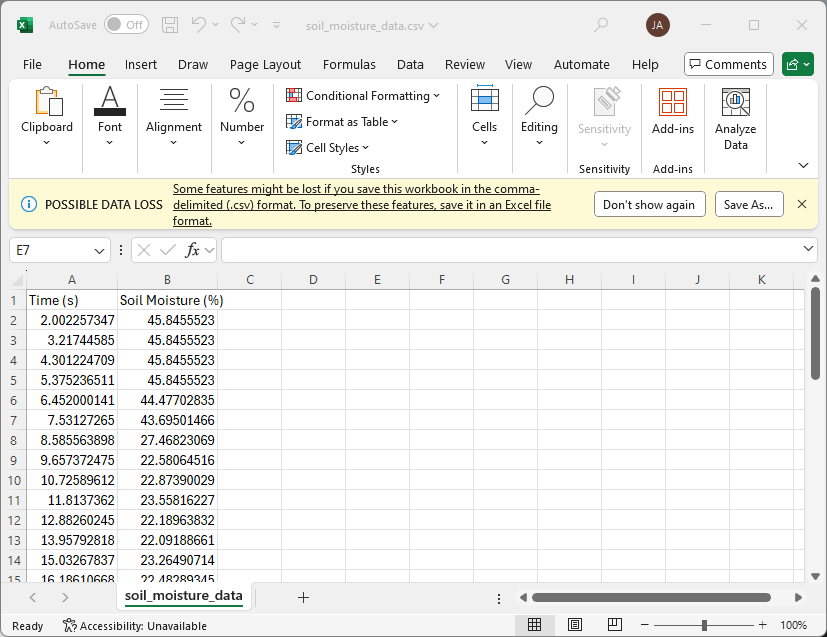 AutoSave Off soil_moisture_data.csv JA
File Home Insert Draw Page Layout Formulas Data Review View Automate Help Comments
Clipboard Font Alignment Number Conditional Formatting Format as Table Cell Styles Styles Cells Editing Sensitivity Sensitivity Add-ins Add-ins Analyze Data
POSSIBLE DATA LOSS Some features might be lost if you save this workbook in the comma-
delimited (.csv) format. To preserve these features, save it in an Excel file
format.
Don't show again Save As...
E7 fx
A B C D E F G H I J K
1 Time (s) Soil Moisture (%)
2 2.002257347 45.8455523
3 3.21744585 45.8455523
4 4.301224709 45.8455523
5 5.375236511 45.8455523
6 6.452000141 44.47702835
7 7.53127265 43.69501466
8 8.585563898 27.46823069
9 9.657372475 22.58064516
10 10.72589612 22.87390029
11 11.8137362 23.55816227
12 12.88260245 22.18963832
13 13.95792818 22.09188661
14 15.03267837 23.26490714
15 16.18610668 22.48289345
soil_moisture_data
Ready Accessibility: Unavailable 100%